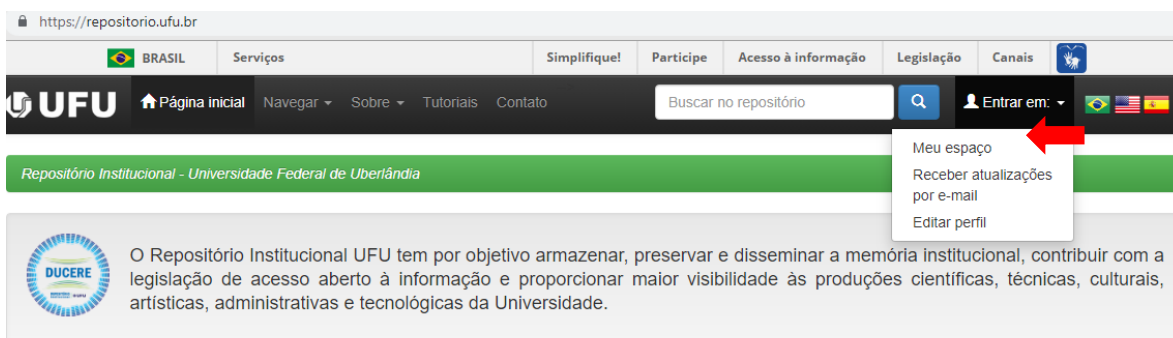 https://repositorio.ufu.br
BRASIL Serviços Simplifique! Participe Acesso à informação Legislação Canais
UFU Página inicial Navegar Sobre Tutoriais Contato Buscar no repositório Entrar em:
Meu espaço
Receber atualizações
por e-mail
Editar perfil
Repositório Institucional - Universidade Federal de Uberlândia
DUCERE
O Repositório Institucional UFU tem por objetivo armazenar, preservar e disseminar a memória institucional, contribuir com a
legislação de acesso aberto à informação e proporcionar maior visibilidade às produções científicas, técnicas, culturais,
artísticas, administrativas e tecnológicas da Universidade.